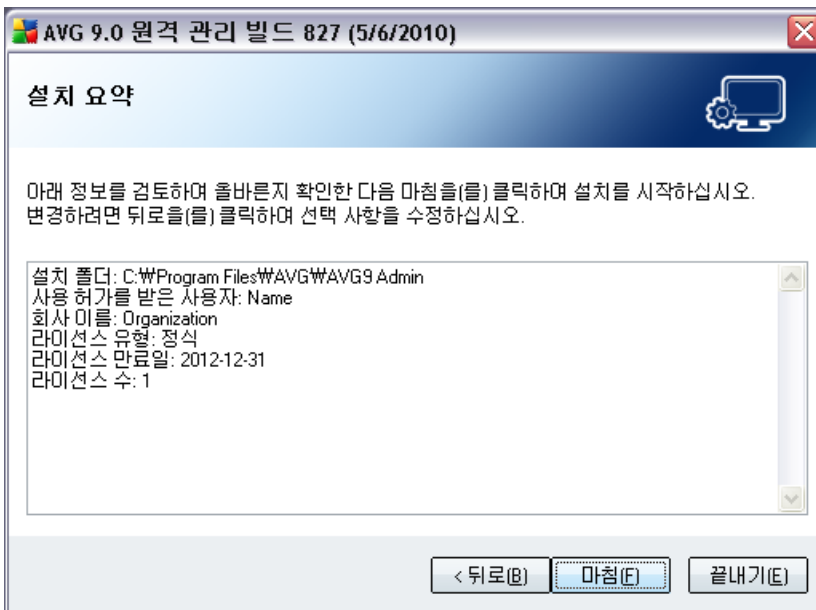 AVG 9.0 원격 관리 빌드 827 (5/6/2010)
설치 요약
아래 정보를 검토하여 올바른지 확인한 다음 마침을(를) 클릭하여 설치를 시작하십시오.
변경하려면 뒤로을(를) 클릭하여 선택 사항을 수정하십시오.
설치 폴더: C:₩Program Files₩AVG₩AVG9 Admin
사용 허가를 받은 사용자: Name
회사 이름: Organization
라이선스 유형: 정식
라이선스 만료일: 2012-12-31
라이선스 수: 1
< 뒤로(B) 마침(F) 끝내기(E)